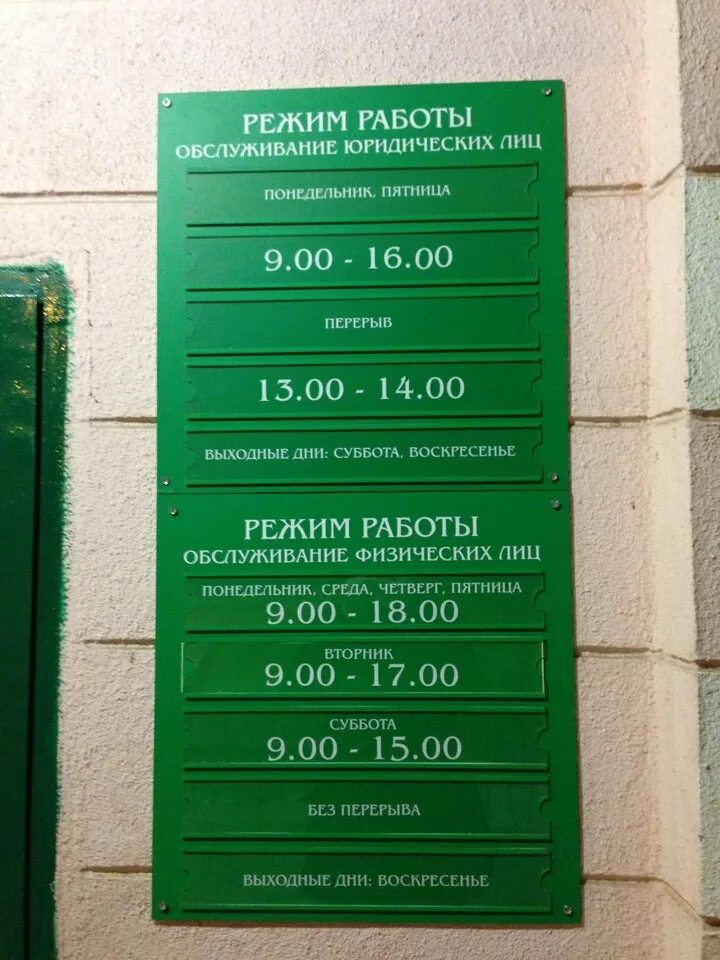 РЕЖИМ РАБОТЫ
ОБСЛУЖИВАНИЕ ЮРИДИЧЕСКИХ ЛИЦ
ПОНЕДЕЛЬНИК, ПЯТНИЦА
9.00 - 16.00
ПЕРЕРЫВ
13.00 - 14.00
ВЫХОДНЫЕ ДНИ: СУББОТА, ВОСКРЕСЕНЬЕ
РЕЖИМ РАБОТЫ
ОБСЛУЖИВАНИЕ ФИЗИЧЕСКИХ ЛИЦ
ПОНЕДЕЛЬНИК, СРЕДА, ЧЕТВЕРГ, ПЯТНИЦА
9.00 - 18.00
ВТОРНИК
9.00 - 17.00
СУББОТА
9.00 - 15.00
БЕЗ ПЕРЕРЫВА
ВЫХОДНЫЕ ДНИ: ВОСКРЕСЕНЬЕ